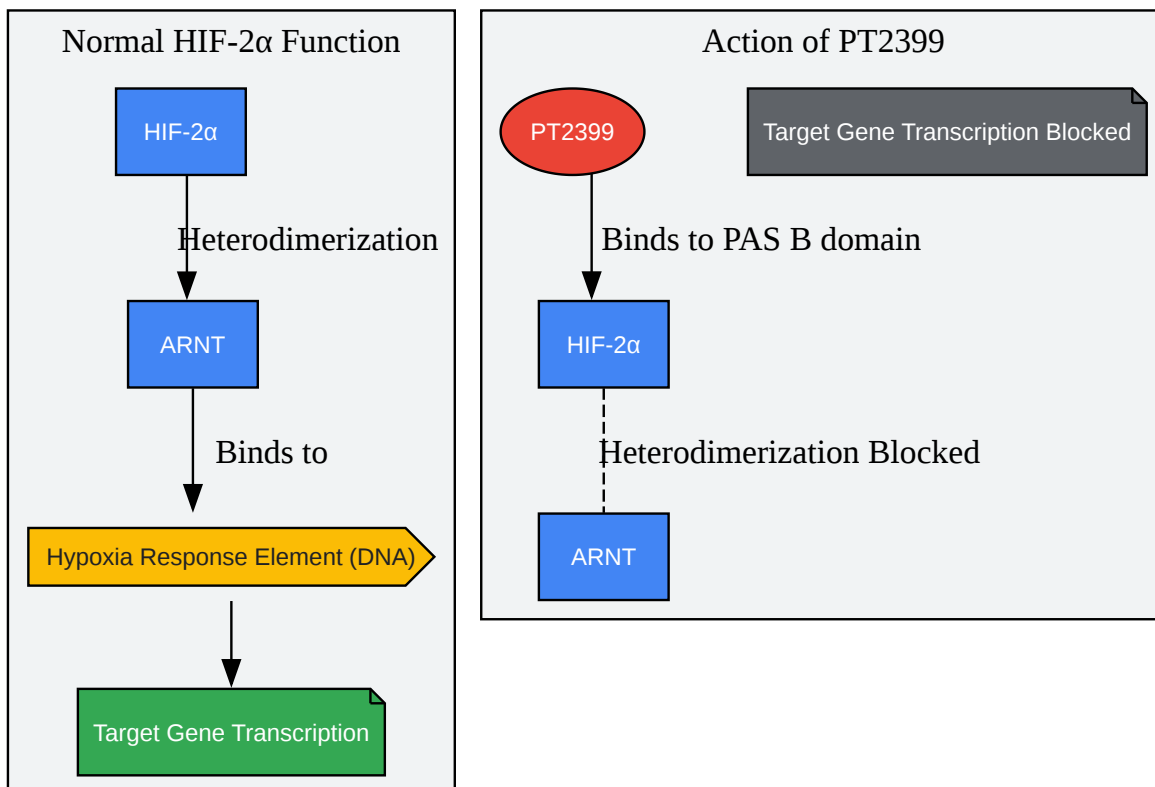 Normal HIF-2α Function
HIF-2α
Heterodimerization
ARNT
Binds to
Hypoxia Response Element (DNA)
Target Gene Transcription
Action of PT2399
PT2399
Target Gene Transcription Blocked
Binds to PAS B domain
HIF-2α
Heterodimerization Blocked
ARNT